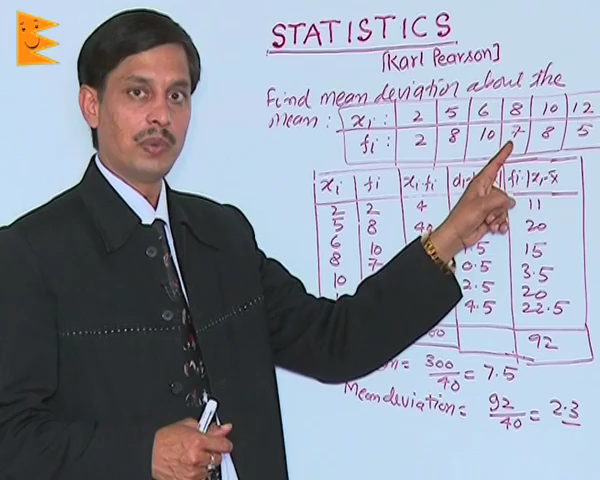 STATISTICS
[Karl Pearson]
Find mean deviation about the
mean:
xi : 2 5 6 8 10 12
fi : 2 8 10 7 8 5
xi fi xi.fi fi.|xi-x
2 2 4 11
5 8 40 20
6 10 15
8 7 0.5 3.5
10 2.5 20
4.5 22.5
92
300/40 = 7.5
Mean deviation = 92/40 = 2.3